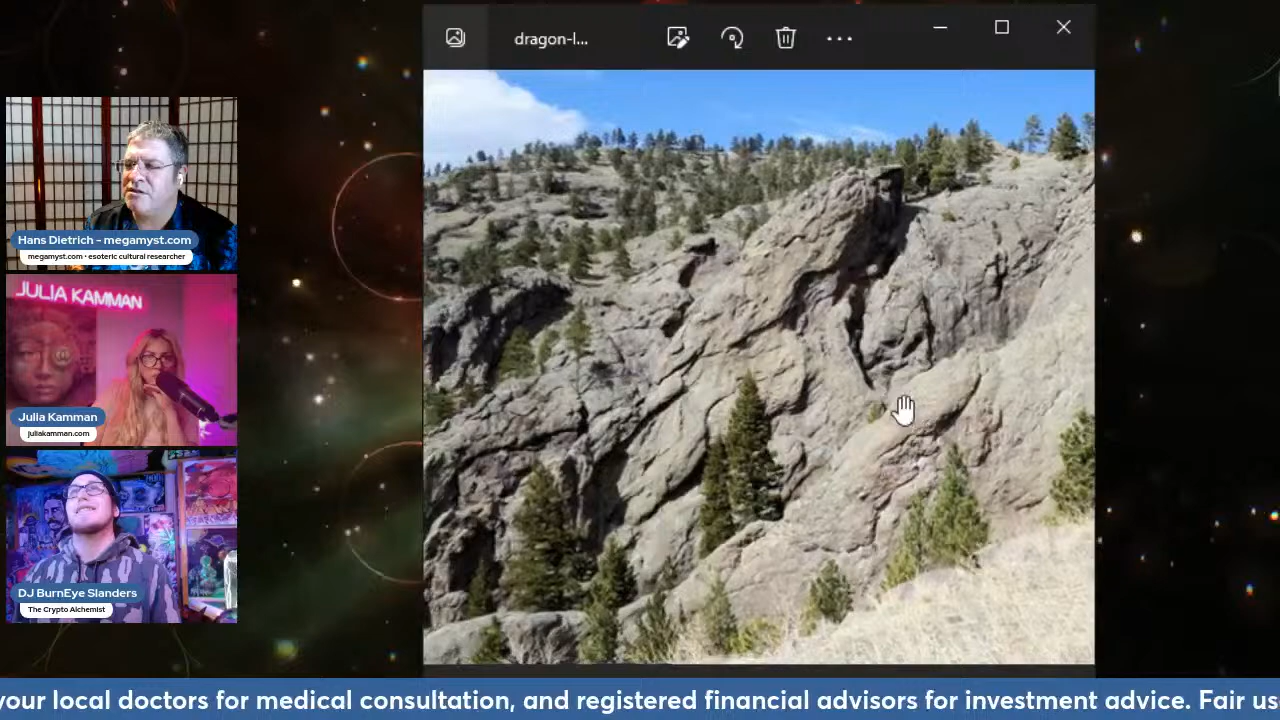 dragon-l...
Hans Dietrich - megamyst.com
megamyst.com • esoteric cultural researcher
JULIA KAMMAN
Julia Kamman
juliakamman.com
DJ BurnEye Slanders
The Crypto Alchemist
your local doctors for medical consultation, and registered financial advisors for investment advice. Fair us